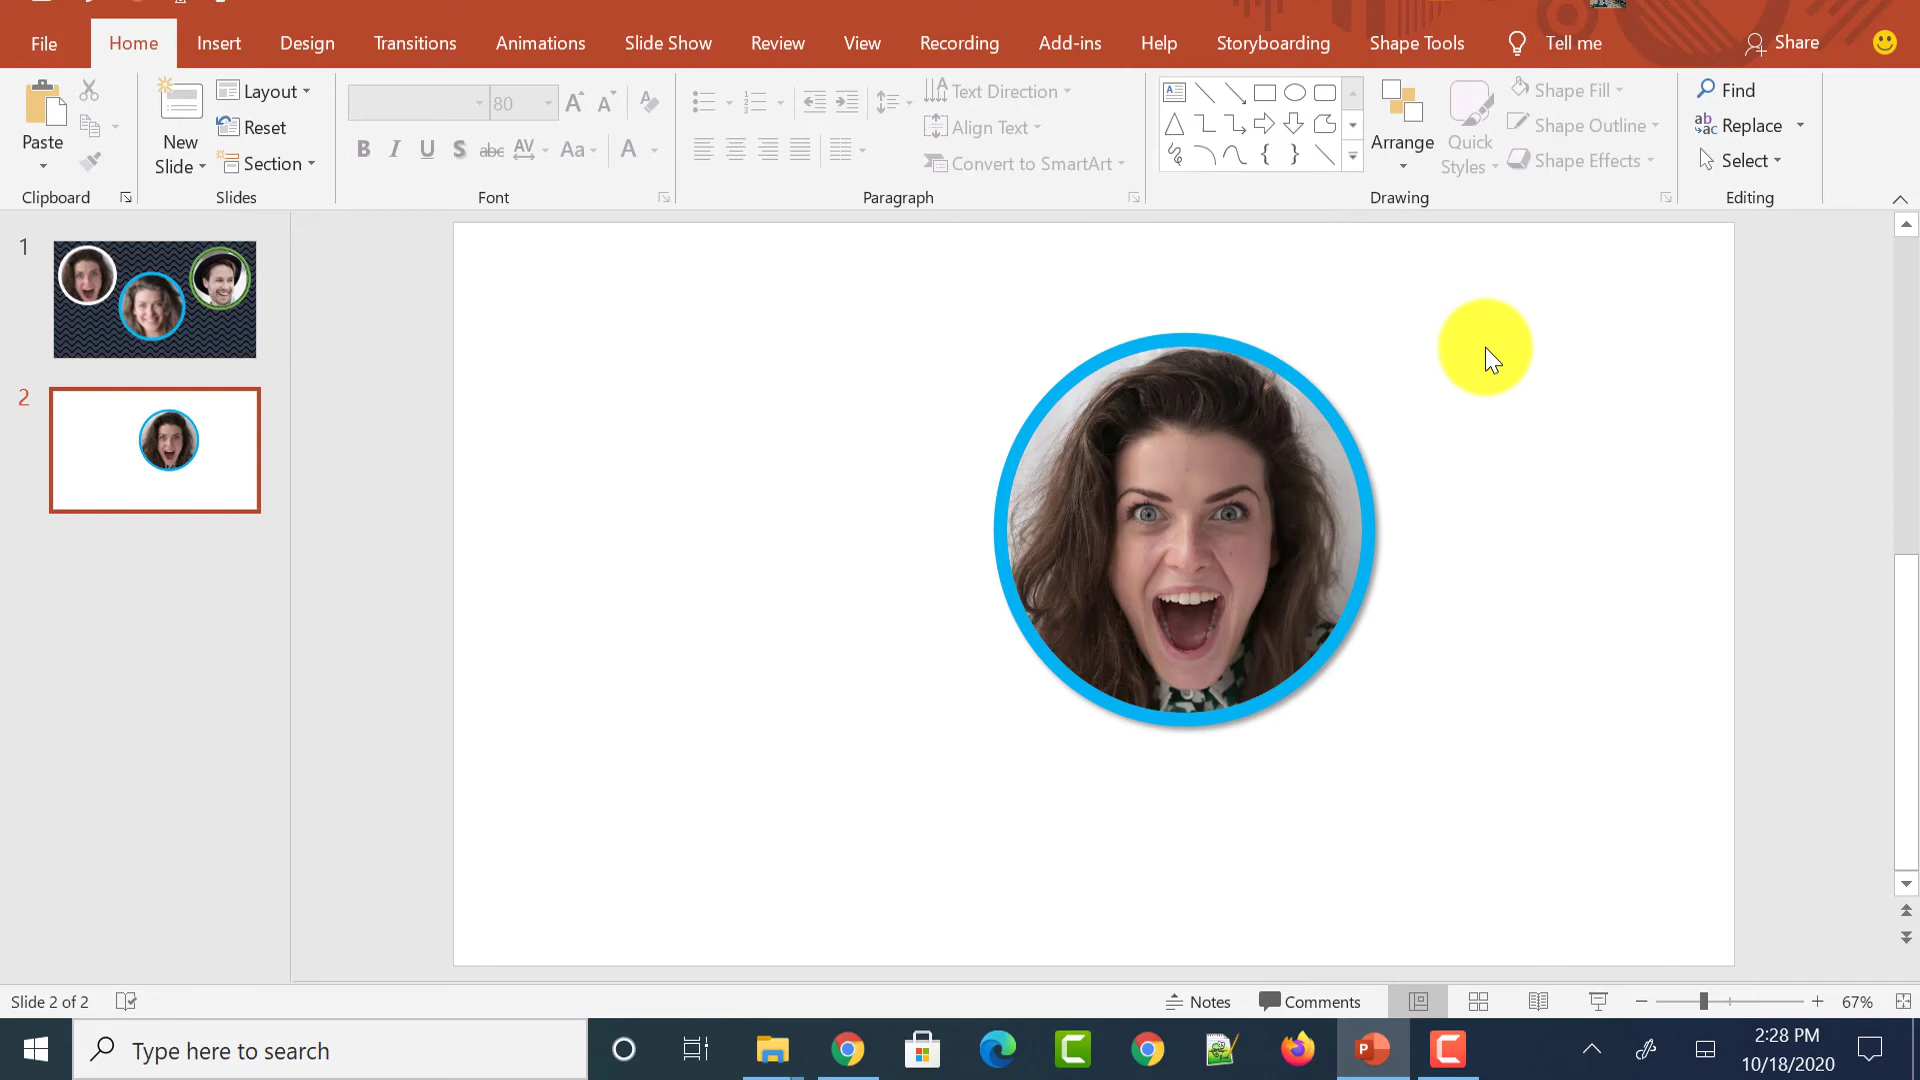 File Home Insert Design Transitions Animations Slide Show Review View Recording Add-ins Help Storyboarding Shape Tools Tell me Share
Paste
New Slide
Layout
Reset
Section
80
B I U S abc AV Aa A
Text Direction
Align Text
Convert to SmartArt
Arrange
Quick Styles
Shape Fill
Shape Outline
Shape Effects
Find
Replace
Select
Clipboard Slides Font Paragraph Drawing Editing
1
2
Slide 2 of 2 Notes Comments 67%
Type here to search
2:28 PM
10/18/2020